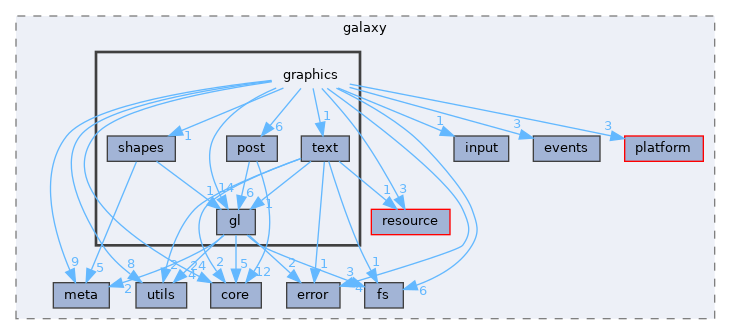 galaxy
graphics
1
3
3
1
6
1
shapes
post
text
input
events
platform
1
14
6
1
1
3
gl
resource
9
5
8
2
2
4
24
2
5
12
2
1
3
4
1
6
meta
utils
core
error
fs